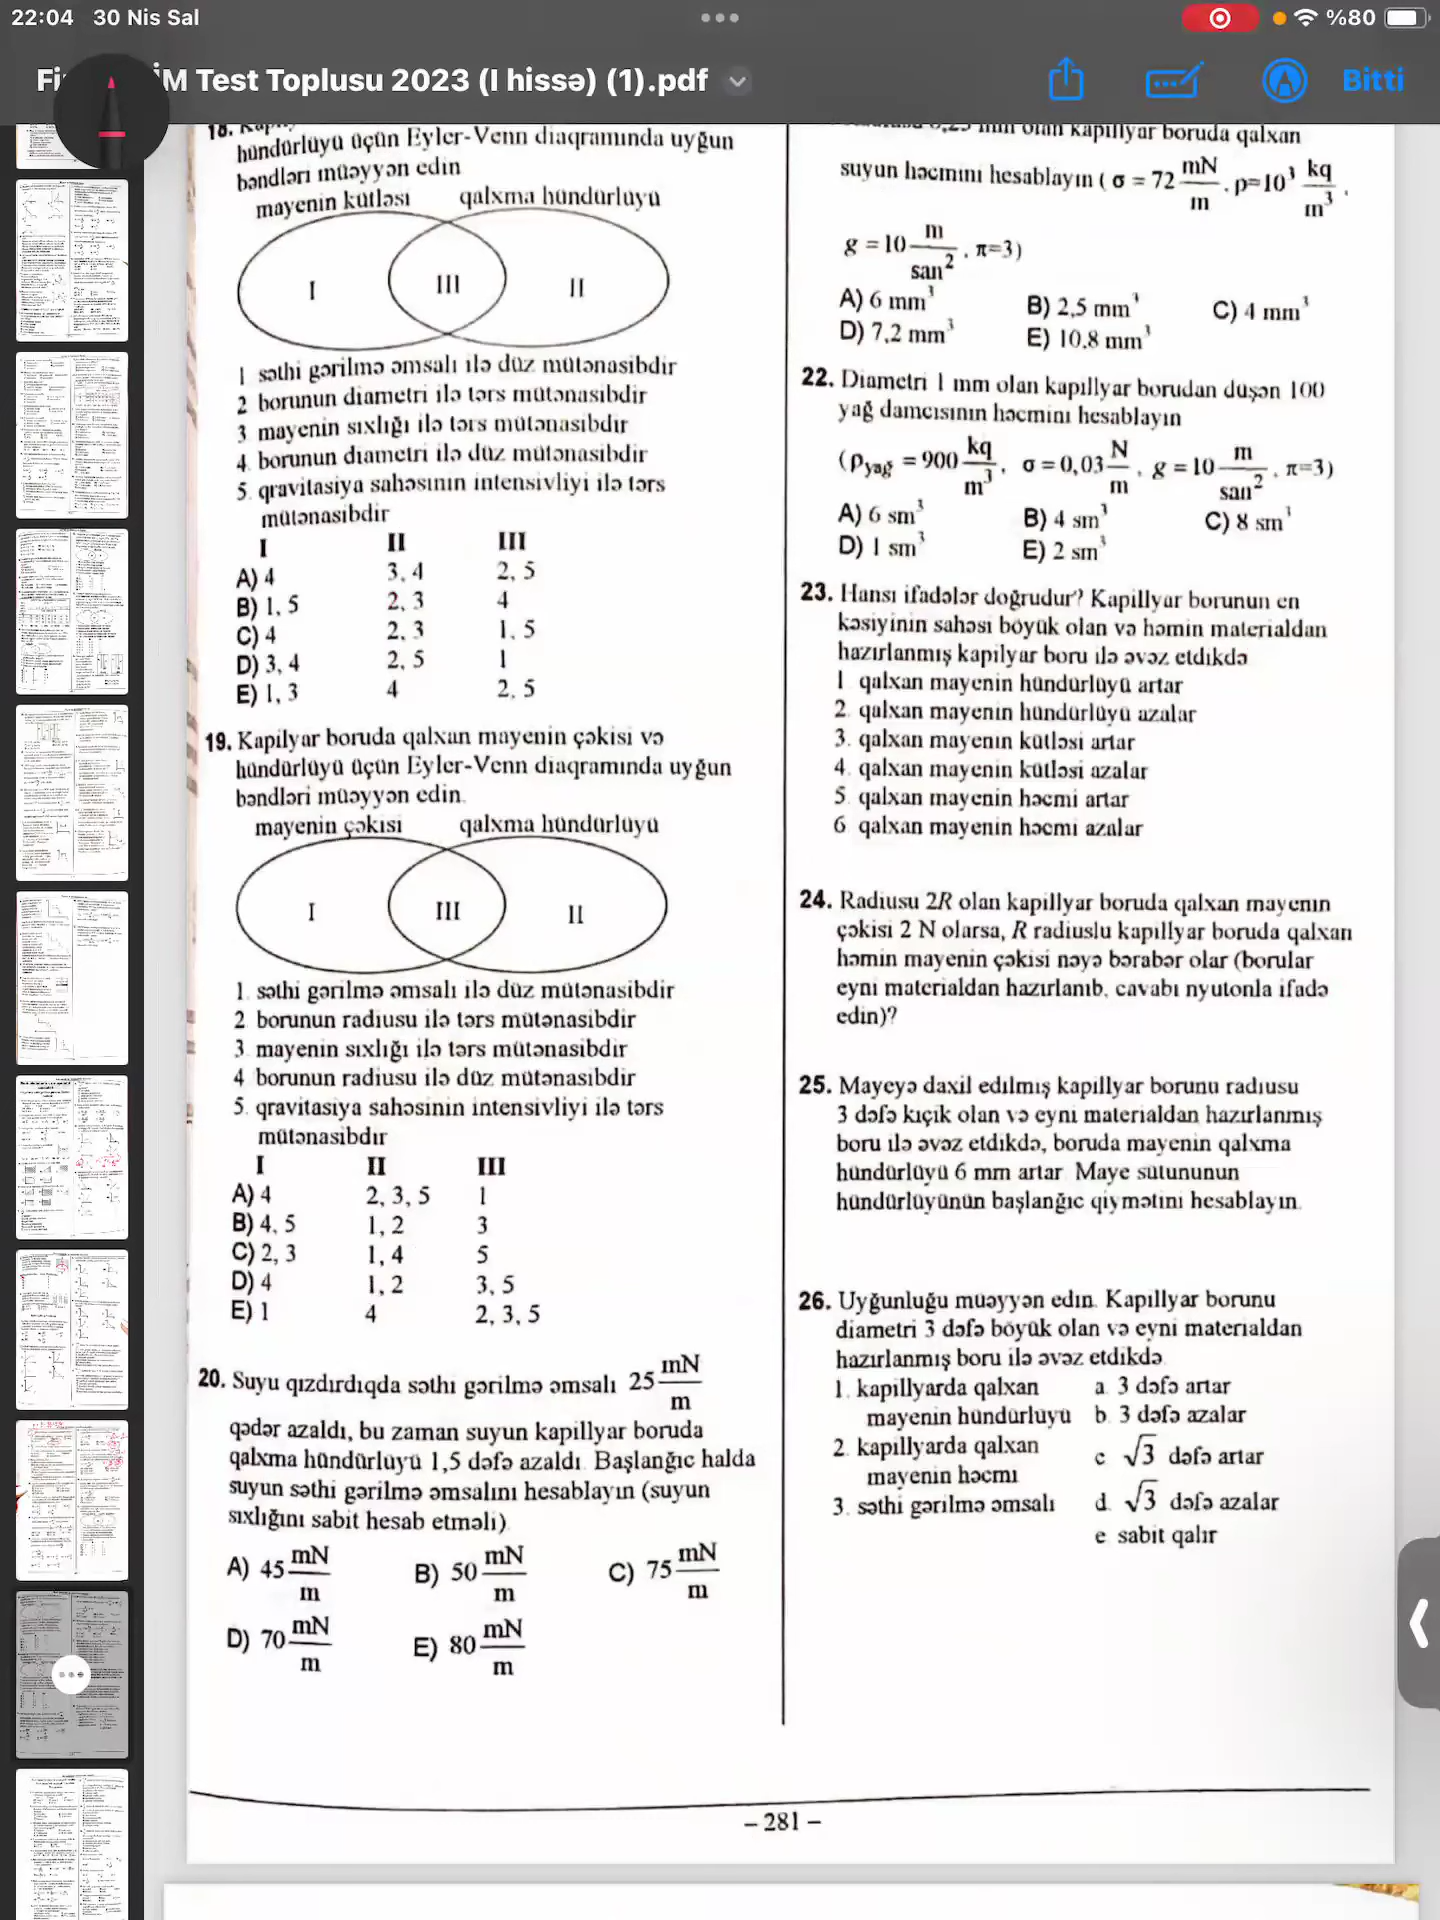 22:04 30 Nis Sal
%80
İM Test Toplusu 2023 (I hissə) (1).pdf
Bitti
18.
hündürlüyü üçün Eyler-Venn diaqramında uyğun
bəndləri müəyyən edin
mayenin kütləsi qalxma hündürlüyü
I III II
1 səthi gərilmə əmsalı ilə düz mütənasibdir
2 borunun diametri ilə tərs mütənasibdir
3 mayenin sıxlığı ilə tərs mütənasibdir
4. borunun diametri ilə düz mütənasibdir
5. qravitasiya sahəsinin intensivliyi ilə tərs
mütənasibdir
I II III
A) 4 3, 4 2, 5
B) 1, 5 2, 3 4
C) 4 2, 3 1, 5
D) 3, 4 2, 5 1
E) 1, 3 4 2, 5
19. Kapilyar boruda qalxan mayenin çəkisi və
hündürlüyü üçün Eyler-Venn diaqramında uyğun
bəndləri müəyyən edin.
mayenin çəkisi qalxma hündürlüyü
I III II
1. səthi gərilmə əmsalı ilə düz mütənasibdir
2. borunun radiusu ilə tərs mütənasibdir
3. mayenin sıxlığı ilə tərs mütənasibdir
4 borunun radiusu ilə düz mütənasibdir
5. qravitasiya sahəsinin intensivliyi ilə tərs
mütənasibdir
I II III
A) 4 2, 3, 5 1
B) 4, 5 1, 2 3
C) 2, 3 1, 4 5
D) 4 1, 2 3, 5
E) 1 4 2, 3, 5
20. Suyu qızdırdıqda səthi gərilmə əmsalı 25 mN/m
qədər azaldı, bu zaman suyun kapillyar boruda
qalxma hündürlüyü 1,5 dəfə azaldı. Başlanğıc halda
suyun səthi gərilmə əmsalını hesablayın (suyun
sıxlığını sabit hesab etməli).
A) 45 mN/m B) 50 mN/m C) 75 mN/m
D) 70 mN/m E) 80 mN/m
olan kapillyar boruda qalxan
suyun həcmini hesablayın ( σ = 72 mN/m , ρ=10³ kq/m³ ,
g = 10 m/san² , π=3)
A) 6 mm³ B) 2,5 mm³ C) 4 mm³
D) 7,2 mm³ E) 10,8 mm³
22. Diametri 1 mm olan kapillyar borudan düşən 100
yağ damcısının həcmini hesablayın
(ρyağ = 900 kq/m³ , σ = 0,03 N/m , g = 10 m/san² , π=3)
A) 6 sm³ B) 4 sm³ C) 8 sm³
D) 1 sm³ E) 2 sm³
23. Hansı ifadələr doğrudur? Kapillyar borunun en
kəsiyinin sahəsi böyük olan və həmin materialdan
hazırlanmış kapilyar boru ilə əvəz etdikdə
1 qalxan mayenin hündürlüyü artar
2. qalxan mayenin hündürlüyü azalar
3. qalxan mayenin kütləsi artar
4. qalxan mayenin kütləsi azalar
5 qalxan mayenin həcmi artar
6 qalxan mayenin həcmi azalar
24. Radiusu 2R olan kapillyar boruda qalxan mayenin
çəkisi 2 N olarsa, R radiuslu kapillyar boruda qalxan
həmin mayenin çəkisi nəyə bərabər olar (borular
eyni materialdan hazırlanıb, cavabı nyutonla ifadə
edin)?
25. Mayeyə daxil edilmiş kapillyar borunu radiusu
3 dəfə kiçik olan və eyni materialdan hazırlanmış
boru ilə əvəz etdikdə, boruda mayenin qalxma
hündürlüyü 6 mm artar. Maye sütununun
hündürlüyünün başlanğıc qiymətini hesablayın.
26. Uyğunluğu müəyyən edin. Kapillyar borunu
diametri 3 dəfə böyük olan və eyni materialdan
hazırlanmış boru ilə əvəz etdikdə
1. kapillyarda qalxan a. 3 dəfə artar
mayenin hündürlüyü b. 3 dəfə azalar
2. kapillyarda qalxan c √3 dəfə artar
mayenin həcmi
3. səthi gərilmə əmsalı d. √3 dəfə azalar
e sabit qalır
– 281 –